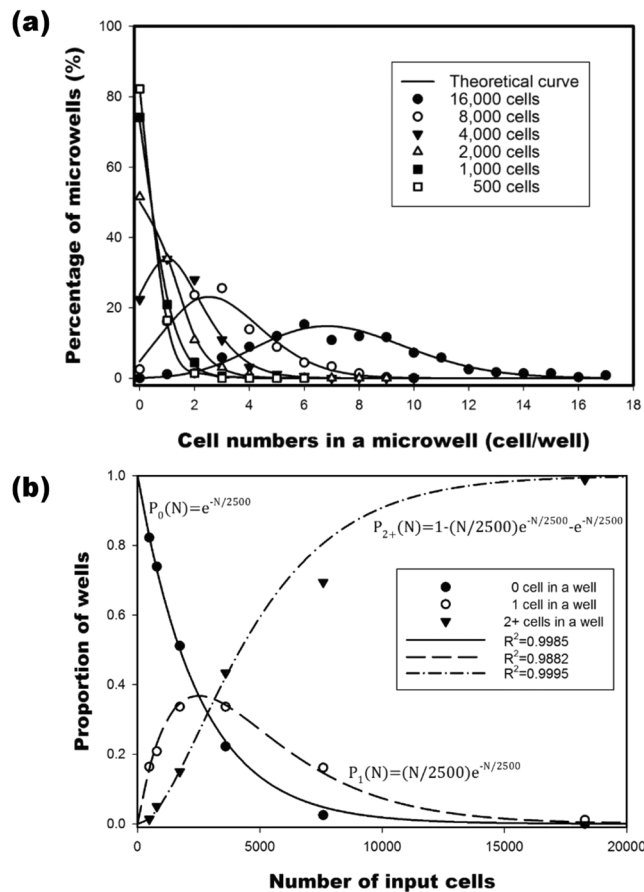 (a)
Percentage of microwells (%)
100
80
60
40
20
0
Theoretical curve
16,000 cells
8,000 cells
4,000 cells
2,000 cells
1,000 cells
500 cells
0 2 4 6 8 10 12 14 16 18
Cell numbers in a microwell (cell/well)
(b)
Proportion of wells
1.0
0.8
0.6
0.4
0.2
0.0
P₀(N)=e⁻ᴺ/²⁵⁰⁰
P₂₊(N)=1-(N/2500)e⁻ᴺ/²⁵⁰⁰-e⁻ᴺ/²⁵⁰⁰
0 cell in a well
1 cell in a well
2+ cells in a well
R²=0.9985
R²=0.9882
R²=0.9995
P₁(N)=(N/2500)e⁻ᴺ/²⁵⁰⁰
0 5000 10000 15000 20000
Number of input cells